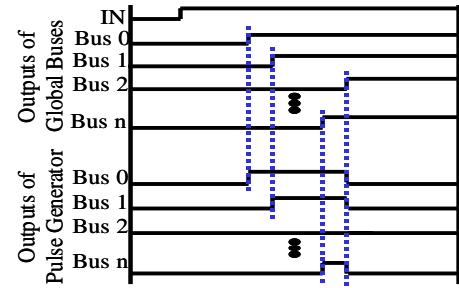 IN
Outputs of
Global Buses
Bus 0
Bus 1
Bus 2
Bus n
Outputs of
Pulse Generator
Bus 0
Bus 1
Bus 2
Bus n